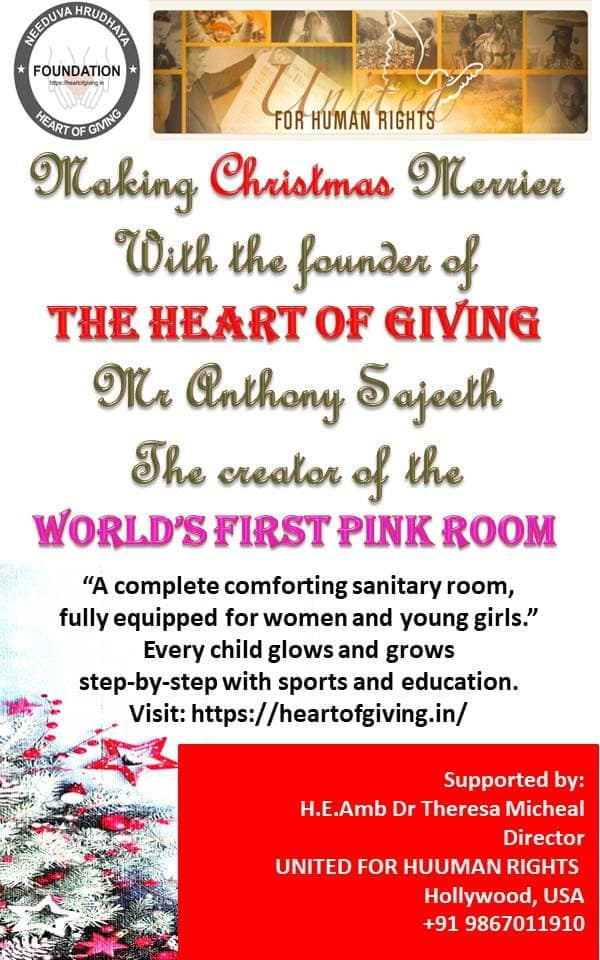 NEEDUVA HRUDHAYA
FOUNDATION
https://heartofgiving.in
HEART OF GIVING
United
FOR HUMAN RIGHTS
Making Christmas Merrier
With the founder of
THE HEART OF GIVING
Mr Anthony Sajeeth
The creator of the
WORLD'S FIRST PINK ROOM
“A complete comforting sanitary room,
fully equipped for women and young girls.”
Every child glows and grows
step-by-step with sports and education.
Visit: https://heartofgiving.in/
Supported by:
H.E.Amb Dr Theresa Micheal
Director
UNITED FOR HUUMAN RIGHTS
Hollywood, USA
+91 9867011910